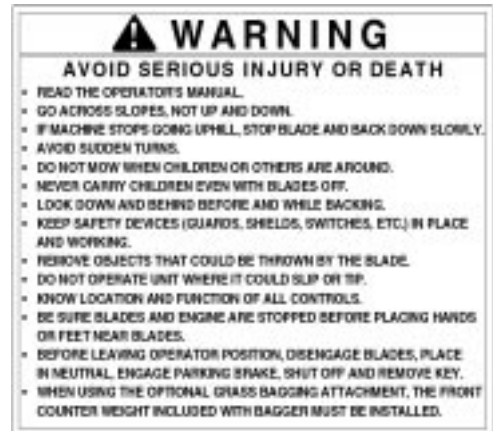 WARNING
AVOID SERIOUS INJURY OR DEATH
• READ THE OPERATOR'S MANUAL.
• GO ACROSS SLOPES, NOT UP AND DOWN.
• IF MACHINE STOPS GOING UPHILL, STOP BLADE AND BACK DOWN SLOWLY.
• AVOID SUDDEN TURNS.
• DO NOT MOW WHEN CHILDREN OR OTHERS ARE AROUND.
• NEVER CARRY CHILDREN EVEN WITH BLADES OFF.
• LOOK DOWN AND BEHIND BEFORE AND WHILE BACKING.
• KEEP SAFETY DEVICES (GUARDS, SHIELDS, SWITCHES, ETC.) IN PLACE
AND WORKING.
• REMOVE OBJECTS THAT COULD BE THROWN BY THE BLADE.
• DO NOT OPERATE UNIT WHERE IT COULD SLIP OR TIP.
• KNOW LOCATION AND FUNCTION OF ALL CONTROLS.
• BE SURE BLADES AND ENGINE ARE STOPPED BEFORE PLACING HANDS
OR FEET NEAR BLADES.
• BEFORE LEAVING OPERATOR POSITION, DISENGAGE BLADES, PLACE
IN NEUTRAL, ENGAGE PARKING BRAKE, SHUT OFF AND REMOVE KEY.
• WHEN USING THE OPTIONAL GRASS BAGGING ATTACHMENT, THE FRONT
COUNTER WEIGHT INCLUDED WITH BAGGER MUST BE INSTALLED.